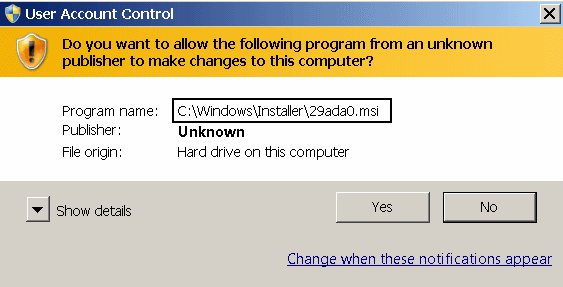 User Account Control
Do you want to allow the following program from an unknown
publisher to make changes to this computer?
Program name: C:\Windows\Installer\29ada0.msi
Publisher: Unknown
File origin: Hard drive on this computer
Show details
Yes
No
Change when these notifications appear